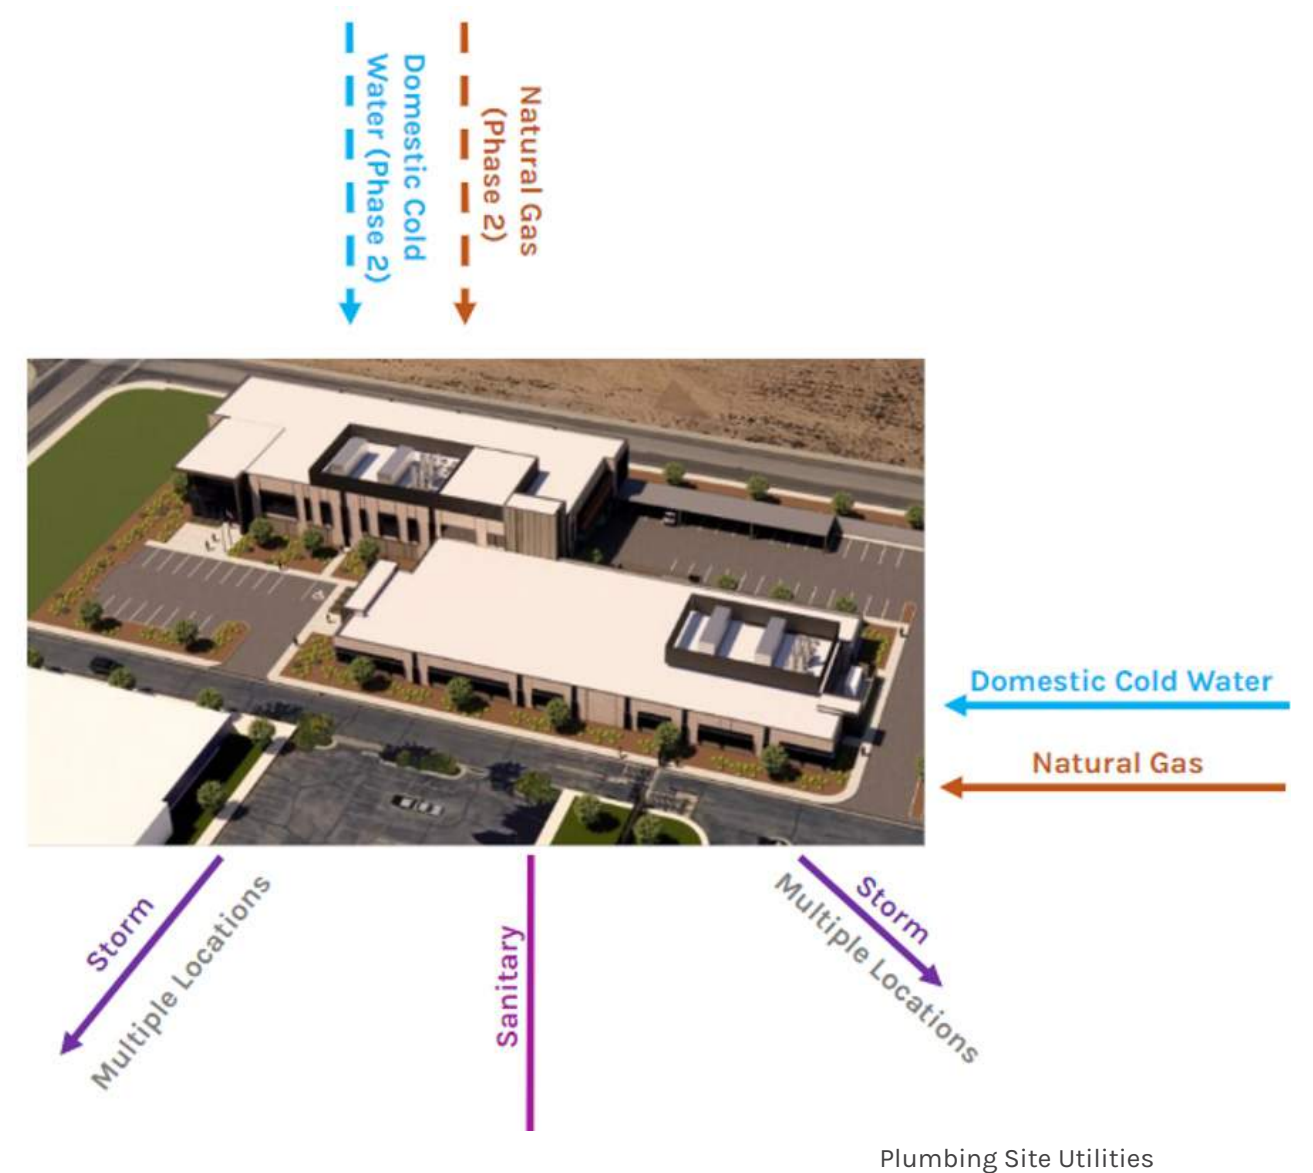 Domestic Cold
Water (Phase 2)
Natural Gas
(Phase 2)
Domestic Cold Water
Natural Gas
Storm
Multiple Locations
Sanitary
Storm
Multiple Locations
Plumbing Site Utilities